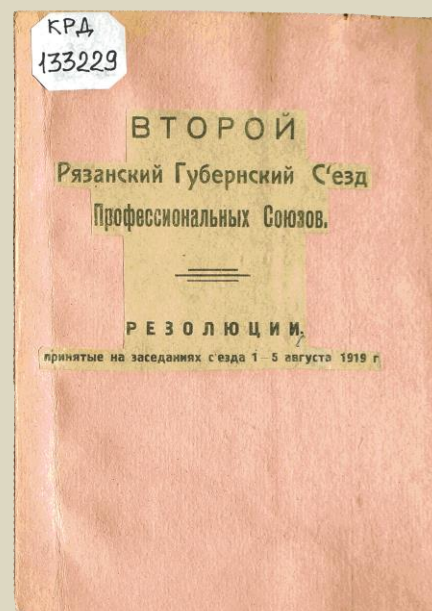 КРД
133229
ВТОРОЙ
Рязанский Губернский С'езд
Профессиональных Союзов.
РЕЗОЛЮЦИИ,
принятые на заседаниях с'езда 1—5 августа 1919 г